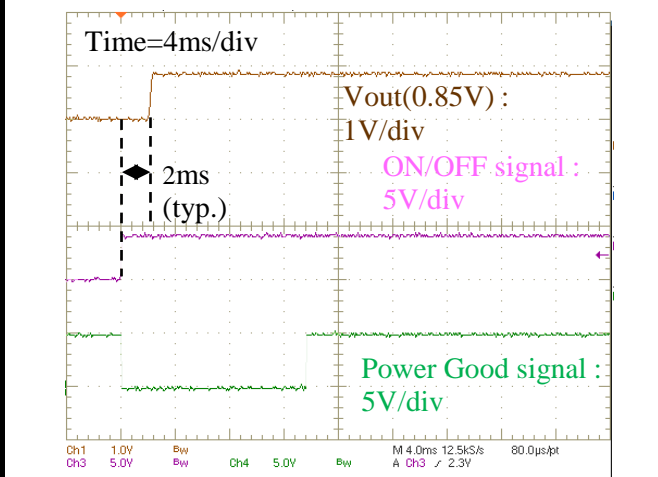 Time=4ms/div
Vout(0.85V) :
1V/div
ON/OFF signal :
5V/div
2ms
(typ.)
Power Good signal :
5V/div
Ch1 1.0V Bw M 4.0ms 12.5kS/s 80.0µs/pt
Ch3 5.0V Bw Ch4 5.0V Bw A Ch3 / 2.3V